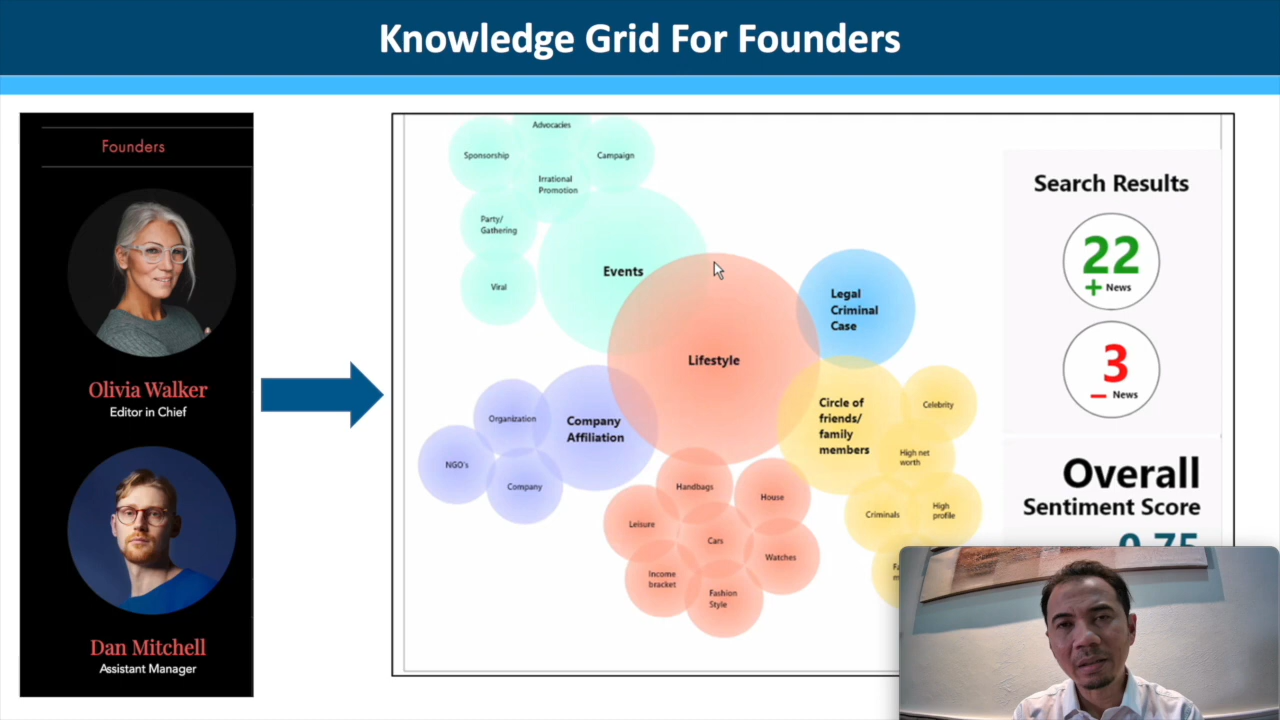 Knowledge Grid For Founders
Founders
Olivia Walker
Editor in Chief
Dan Mitchell
Assistant Manager
Advocacies
Sponsorship
Campaign
Irrational
Promotion
Party/
Gathering
Viral
Events
Lifestyle
Legal
Criminal
Case
Company
Affiliation
Organization
NGO's
Company
Circle of
friends/
family
members
Celebrity
High net
worth
Criminals
High
profile
Handbags
House
Leisure
Cars
Watches
Income
bracket
Fashion
Style
Search Results
22
+ News
3
− News
Overall
Sentiment Score
0.75